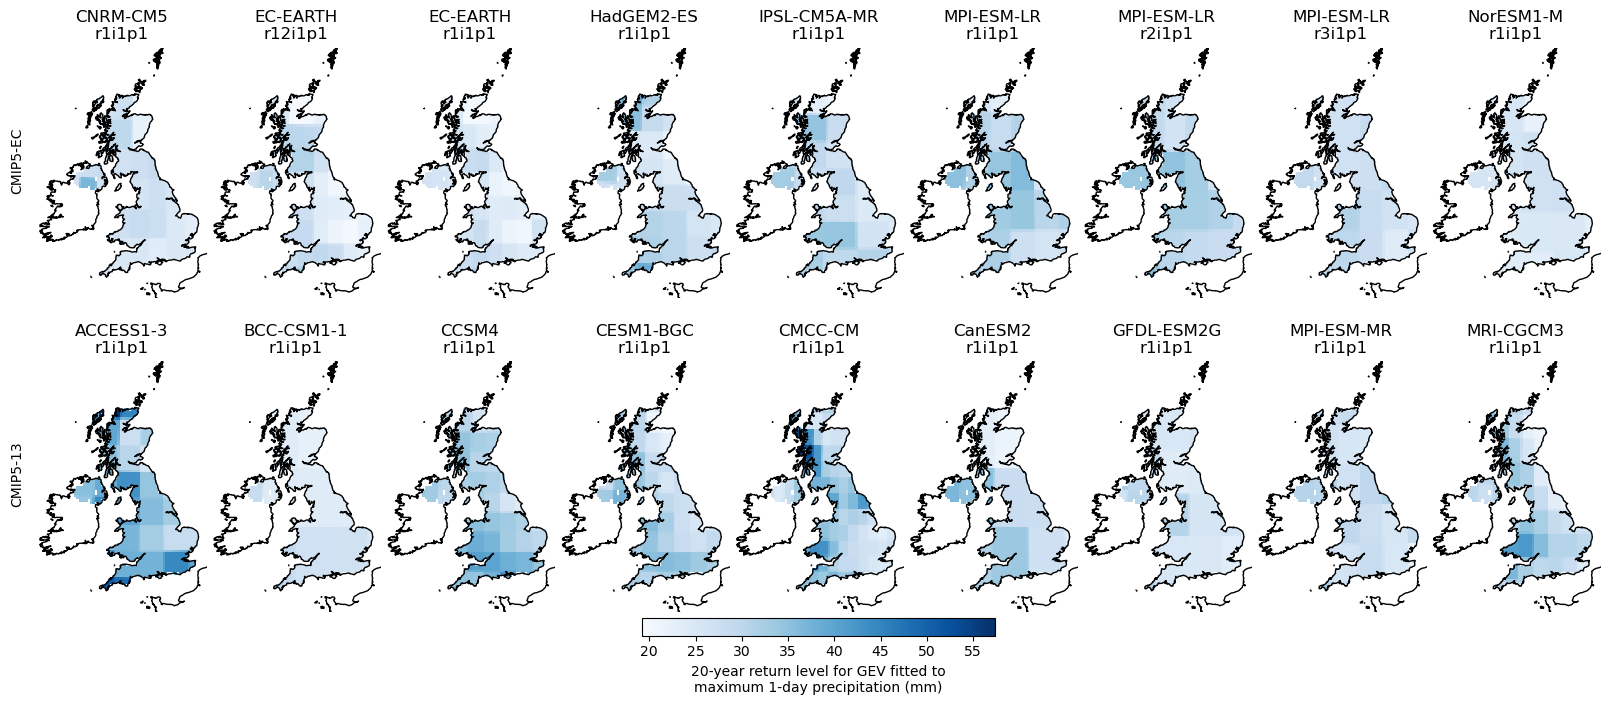 CNRM-CM5
r1i1p1
EC-EARTH
r12i1p1
EC-EARTH
r1i1p1
HadGEM2-ES
r1i1p1
IPSL-CM5A-MR
r1i1p1
MPI-ESM-LR
r1i1p1
MPI-ESM-LR
r2i1p1
MPI-ESM-LR
r3i1p1
NorESM1-M
r1i1p1
CMIP5-EC
ACCESS1-3
r1i1p1
BCC-CSM1-1
r1i1p1
CCSM4
r1i1p1
CESM1-BGC
r1i1p1
CMCC-CM
r1i1p1
CanESM2
r1i1p1
GFDL-ESM2G
r1i1p1
MPI-ESM-MR
r1i1p1
MRI-CGCM3
r1i1p1
CMIP5-13
20 25 30 35 40 45 50 55
20-year return level for GEV fitted to
maximum 1-day precipitation (mm)